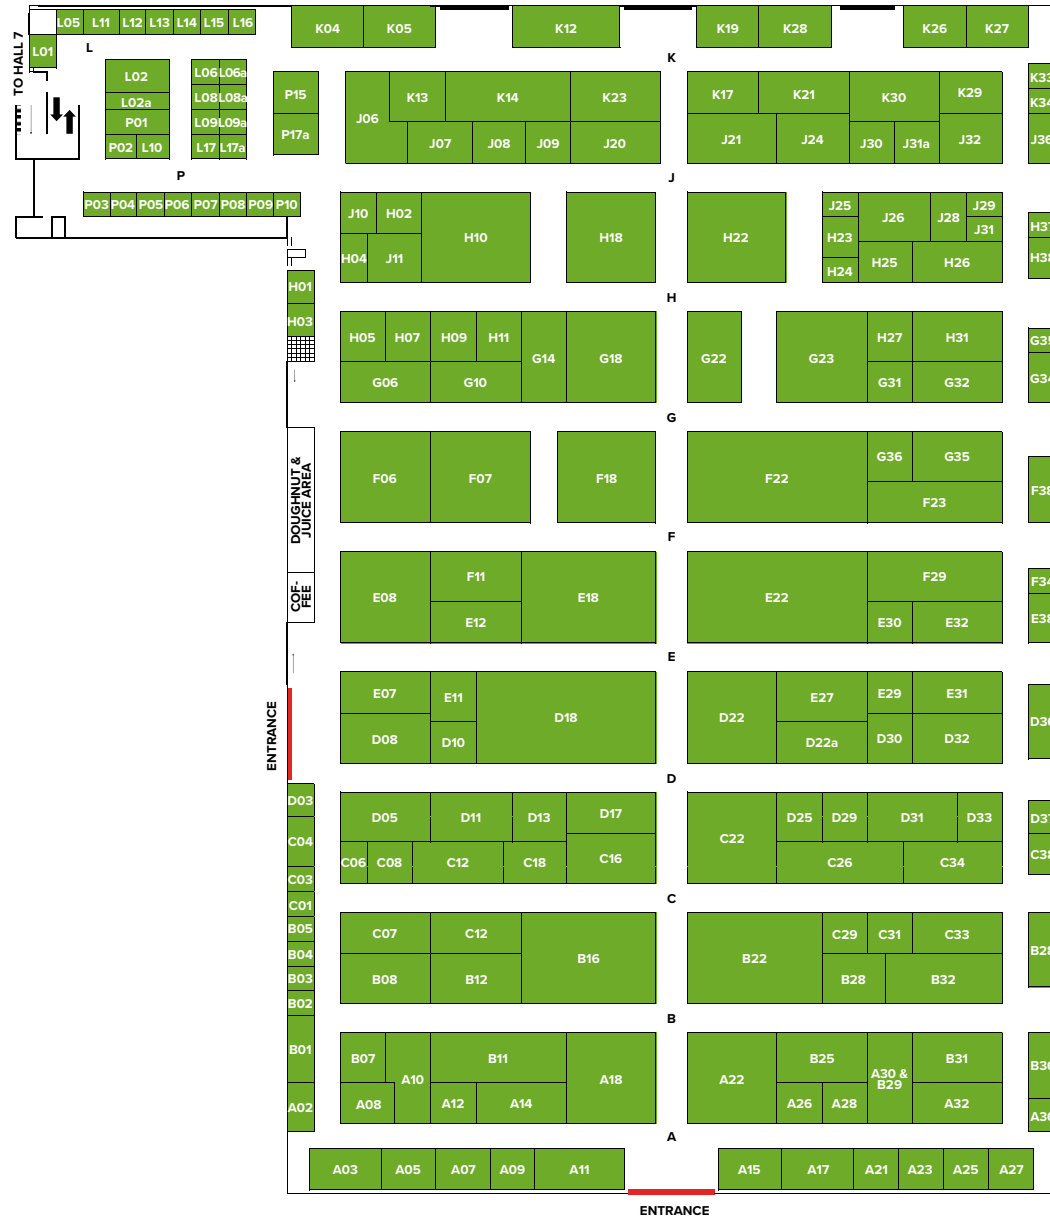 L05 L11 L12 L13 L14 L15 L16
K04 K05 K12 K19 K28 K26 K27
TO HALL 7
L01
L
K
L02 L06 L06a
K33
L02a L08 L08a
P15
K13 K14 K23
K17 K21 K30 K29
K34
P01 L09 L09a
J06
P17a
P02 L10 L17 L17a
J07 J08 J09 J20
J21 J24 J30 J31a J32
J36
P
J
P03 P04 P05 P06 P07 P08 P09 P10
J10 H02
H10 H18 H22
J25
J26 J28 J29
J31
H23
H04 J11
H25 H26
H24
H37
H38
H01
H
H03
H05 H07 H09 H11
G14 G18
G22 G23
H27 H31
G35
G06 G10
G31 G32
G34
G
DOUGHNUT &
JUICE AREA
F06 F07 F18
F22
G36 G35
F23
F38
F
COF-
FEE
E08
F11
E12
E18
E22
F29
E30 E32
F34
E38
E
ENTRANCE
E07
E11
D18
D22
E27
E29 E31
D08
D10
D22a
D30 D32
D36
D
D03
D05 D11 D13 D17
C22
D25 D29 D31 D33
D37
C04
C06 C08 C12 C18 C16
C26 C34
C38
C03
C
C01
B05
C07 C12
B16
B22
C29 C31 C33
B04
B03
B08 B12
B28 B32
B28
B02
B
B01
B07
A10
B11
A18
A22
B25
A30 &
B29
B31
B30
A02
A08
A12 A14
A26 A28
A32
A36
A
A03 A05 A07 A09 A11
A15 A17 A21 A23 A25 A27
ENTRANCE